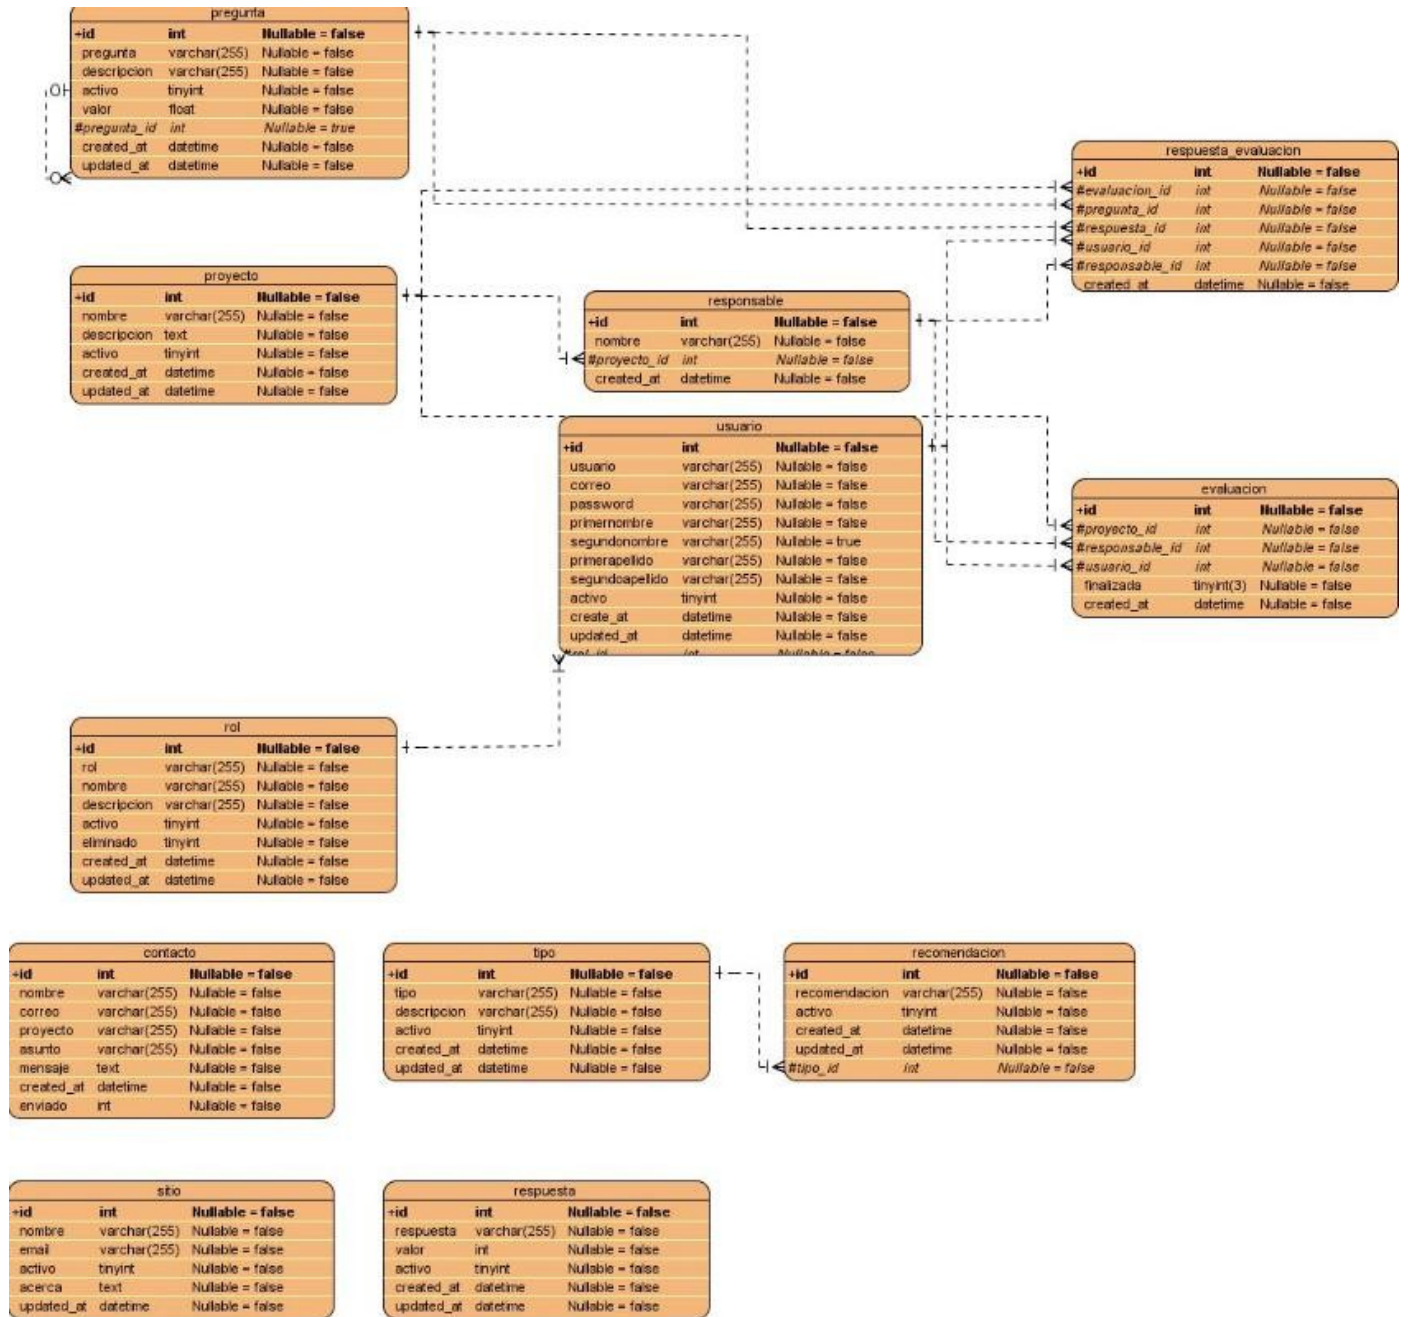 pregunta
+id int Nullable = false
pregunta varchar(255) Nullable = false
descripcion varchar(255) Nullable = false
activo tinyint Nullable = false
valor float Nullable = false
#pregunta_id int Nullable = true
created_at datetime Nullable = false
updated_at datetime Nullable = false
respuesta_evaluacion
+id int Nullable = false
#evaluacion_id int Nullable = false
#pregunta_id int Nullable = false
#respuesta_id int Nullable = false
#usuario_id int Nullable = false
#responsable_id int Nullable = false
created_at datetime Nullable = false
proyecto
+id int Nullable = false
nombre varchar(255) Nullable = false
descripcion text Nullable = false
activo tinyint Nullable = false
created_at datetime Nullable = false
updated_at datetime Nullable = false
responsable
+id int Nullable = false
nombre varchar(255) Nullable = false
#proyecto_id int Nullable = false
created_at datetime Nullable = false
usuario
+id int Nullable = false
usuario varchar(255) Nullable = false
correo varchar(255) Nullable = false
password varchar(255) Nullable = false
primernombre varchar(255) Nullable = false
segundonombre varchar(255) Nullable = true
primerapellido varchar(255) Nullable = false
segundoapellido varchar(255) Nullable = false
activo tinyint Nullable = false
create_at datetime Nullable = false
updated_at datetime Nullable = false
#rol_id int Nullable = false
evaluacion
+id int Nullable = false
#proyecto_id int Nullable = false
#responsable_id int Nullable = false
#usuario_id int Nullable = false
finalizada tinyint(3) Nullable = false
created_at datetime Nullable = false
rol
+id int Nullable = false
rol varchar(255) Nullable = false
nombre varchar(255) Nullable = false
descripcion varchar(255) Nullable = false
activo tinyint Nullable = false
eliminado tinyint Nullable = false
created_at datetime Nullable = false
updated_at datetime Nullable = false
contacto
+id int Nullable = false
nombre varchar(255) Nullable = false
correo varchar(255) Nullable = false
proyecto varchar(255) Nullable = false
asunto varchar(255) Nullable = false
mensaje text Nullable = false
created_at datetime Nullable = false
enviado int Nullable = false
tipo
+id int Nullable = false
tipo varchar(255) Nullable = false
descripcion varchar(255) Nullable = false
activo tinyint Nullable = false
created_at datetime Nullable = false
updated_at datetime Nullable = false
recomendacion
+id int Nullable = false
recomendacion varchar(255) Nullable = false
activo tinyint Nullable = false
created_at datetime Nullable = false
updated_at datetime Nullable = false
#tipo_id int Nullable = false
sitio
+id int Nullable = false
nombre varchar(255) Nullable = false
email varchar(255) Nullable = false
activo tinyint Nullable = false
acerca text Nullable = false
updated_at datetime Nullable = false
respuesta
+id int Nullable = false
respuesta varchar(255) Nullable = false
valor int Nullable = false
activo tinyint Nullable = false
created_at datetime Nullable = false
updated_at datetime Nullable = false